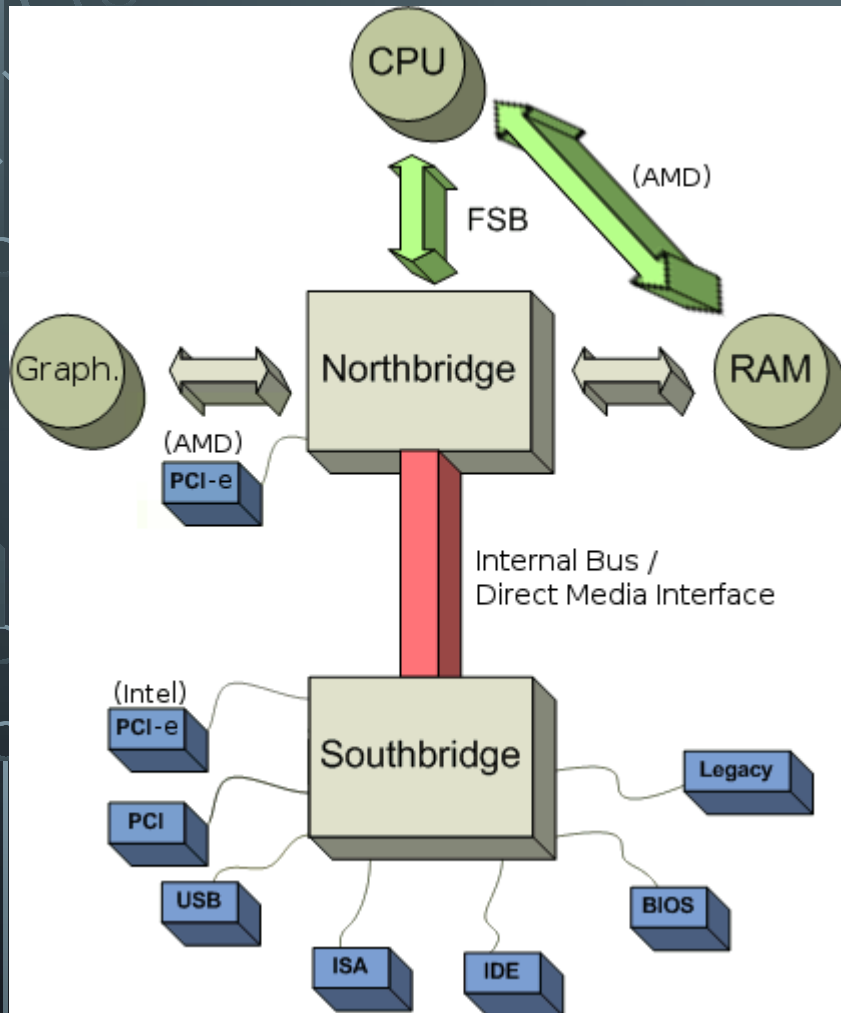 CPU
(AMD)
FSB
Graph.
Northbridge
RAM
(AMD)
PCI-e
Internal Bus /
Direct Media Interface
(Intel)
PCI-e
Southbridge
Legacy
PCI
USB
BIOS
ISA
IDE